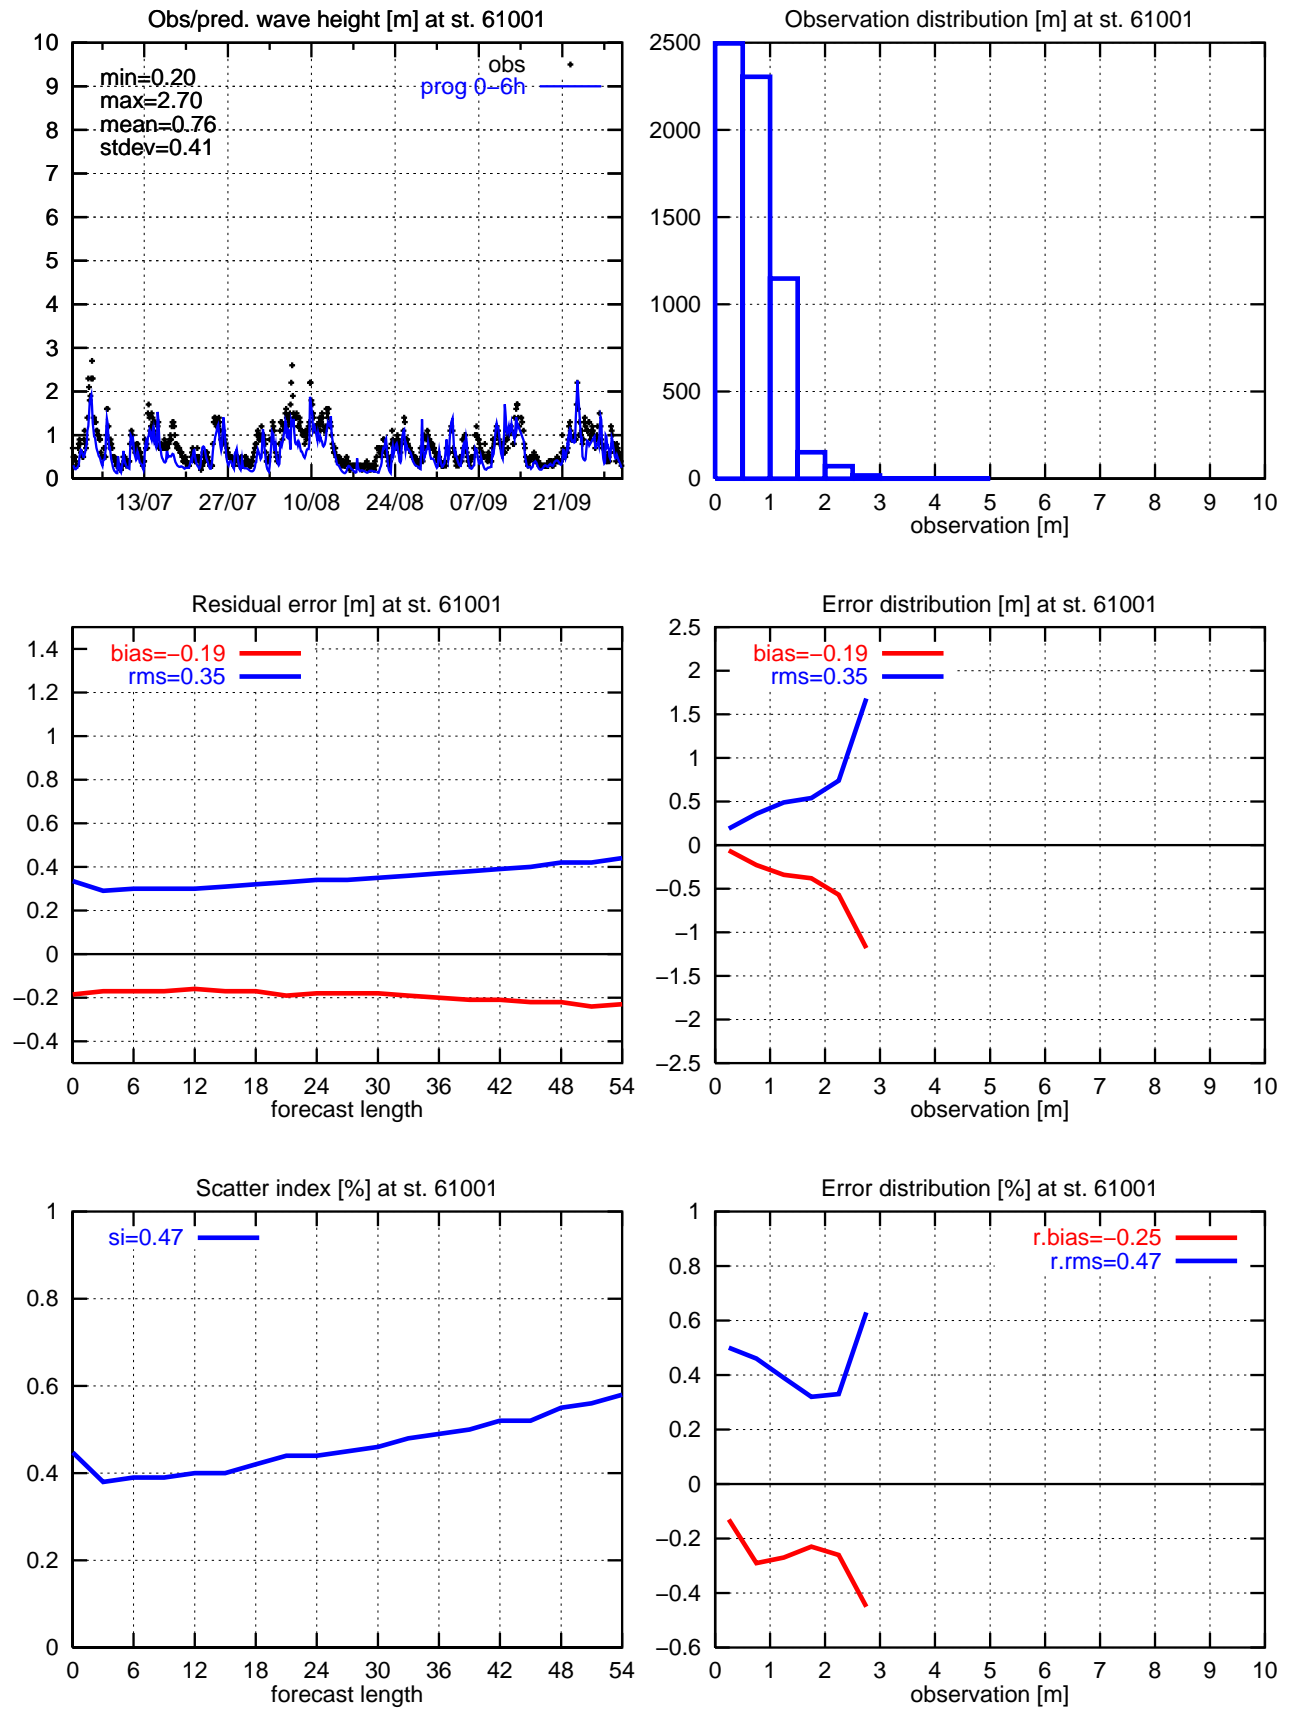 Obs/pred. wave height [m] at st. 61001
10
9
8
7
6
5
4
3
2
1
0
min=0.20
max=2.70
mean=0.76
stdev=0.41
obs
prog 0−6h
13/07 27/07 10/08 24/08 07/09 21/09
Observation distribution [m] at st. 61001
2500
2000
1500
1000
500
0
0 1 2 3 4 5 6 7 8 9 10
observation [m]
Residual error [m] at st. 61001
1.4
1.2
1
0.8
0.6
0.4
0.2
0
−0.2
−0.4
bias=−0.19
rms=0.35
0 6 12 18 24 30 36 42 48 54
forecast length
Error distribution [m] at st. 61001
2.5
2
1.5
1
0.5
0
−0.5
−1
−1.5
−2
−2.5
bias=−0.19
rms=0.35
0 1 2 3 4 5 6 7 8 9 10
observation [m]
Scatter index [%] at st. 61001
1
0.8
0.6
0.4
0.2
0
si=0.47
0 6 12 18 24 30 36 42 48 54
forecast length
Error distribution [%] at st. 61001
1
0.8
0.6
0.4
0.2
0
−0.2
−0.4
−0.6
r.bias=−0.25
r.rms=0.47
0 1 2 3 4 5 6 7 8 9 10
observation [m]